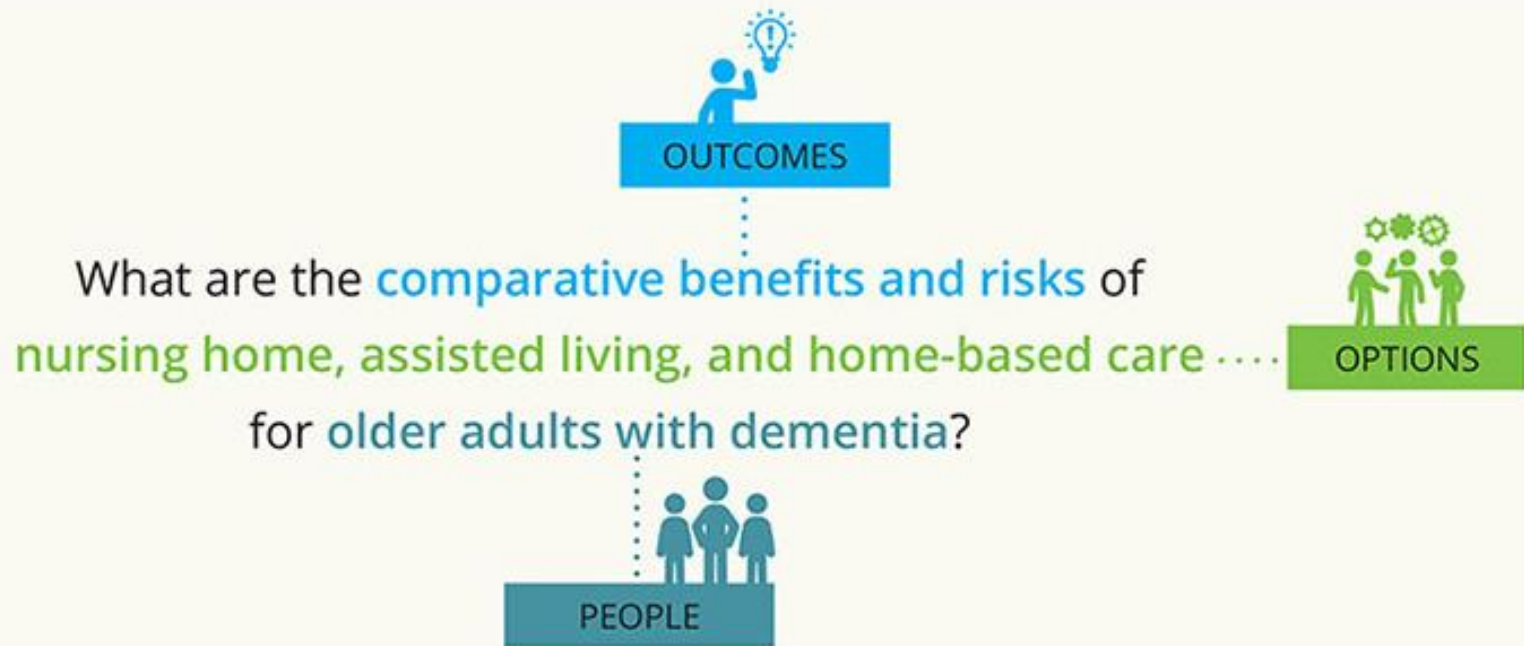 OUTCOMES
What are the comparative benefits and risks of
nursing home, assisted living, and home-based care
OPTIONS
for older adults with dementia?
PEOPLE